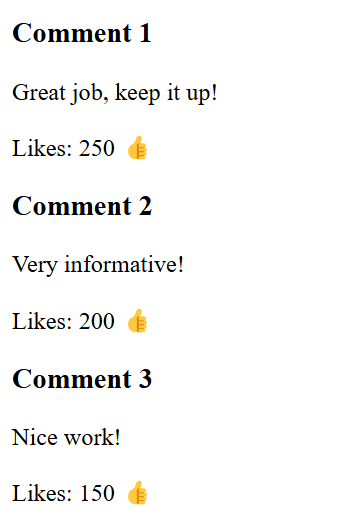 Comment 1
Great job, keep it up!
Likes: 250 👍
Comment 2
Very informative!
Likes: 200 👍
Comment 3
Nice work!
Likes: 150 👍